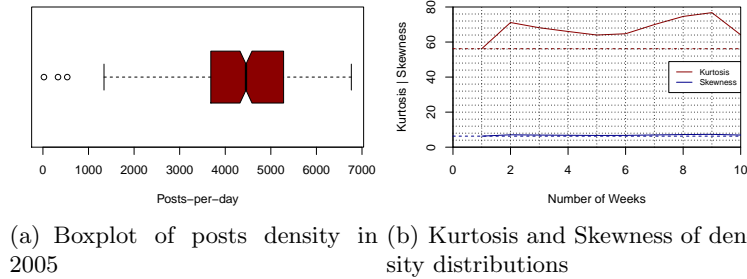 0 1000 2000 3000 4000 5000 6000 7000
Posts−per−day
80
60
40
20
0
Kurtosis | Skewness
Kurtosis
Skewness
0 2 4 6 8 10
Number of Weeks
(a) Boxplot of posts density in
2005
(b) Kurtosis and Skewness of den
sity distributions